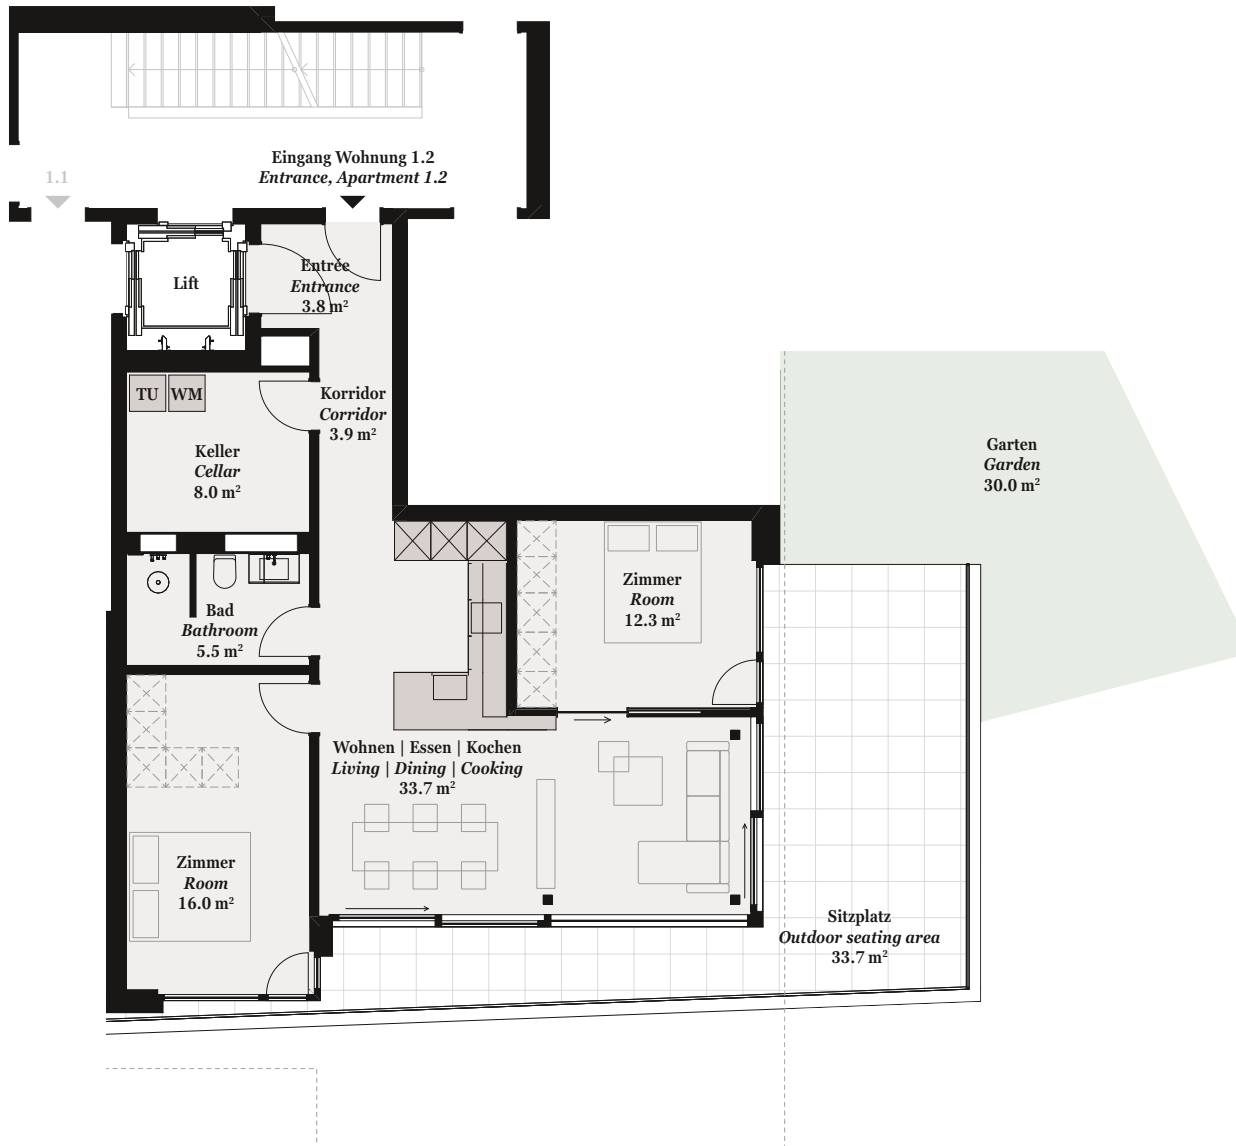 Eingang Wohnung 1.2
Entrance, Apartment 1.2
1.1
Lift
Entrée
Entrance
3.8 m²
TU
WM
Korridor
Corridor
3.9 m²
Keller
Cellar
8.0 m²
Garten
Garden
30.0 m²
Zimmer
Room
12.3 m²
Bad
Bathroom
5.5 m²
Wohnen | Essen | Kochen
Living | Dining | Cooking
33.7 m²
Zimmer
Room
16.0 m²
Sitzplatz
Outdoor seating area
33.7 m²